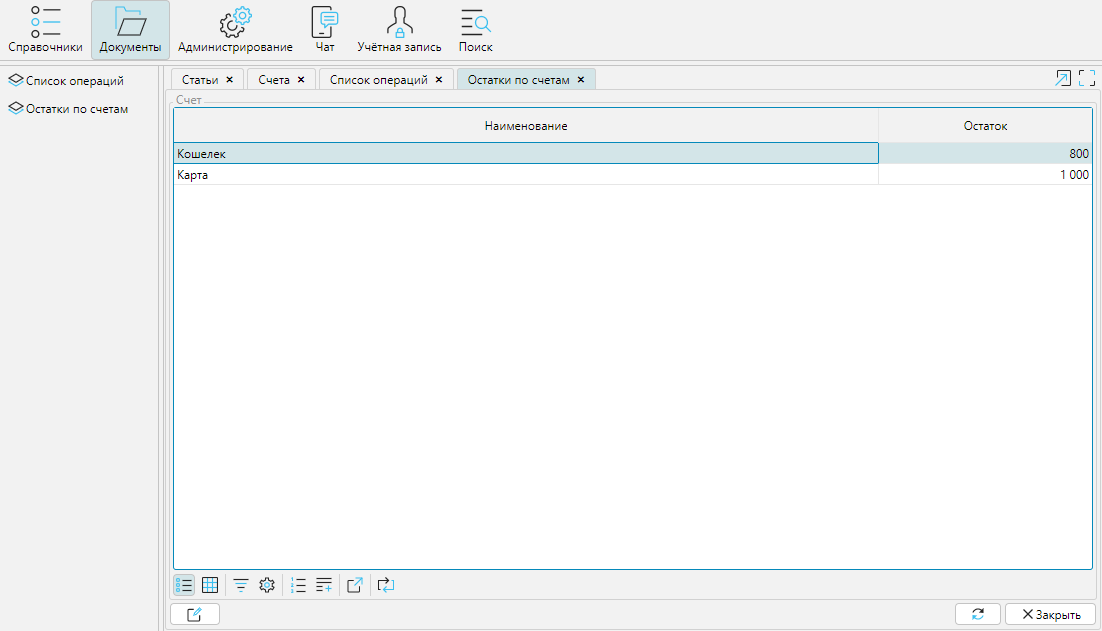 Справочники Документы Администрирование Чат Учётная запись Поиск
Список операций
Остатки по счетам
Статьи Счета Список операций Остатки по счетам
Счет
Наименование Остаток
Кошелек 800
Карта 1 000
Закрыть